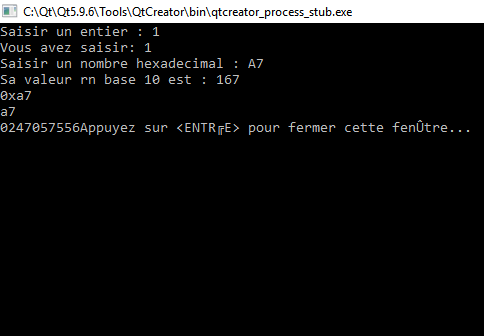 C:\Qt\Qt5.9.6\Tools\QtCreator\bin\qtcreator_process_stub.exe
Saisir un entier : 1
Vous avez saisir: 1
Saisir un nombre hexadecimal : A7
Sa valeur rn base 10 est : 167
0xa7
a7
0247057556Appuyez sur <ENTR╔E> pour fermer cette fenÛtre...